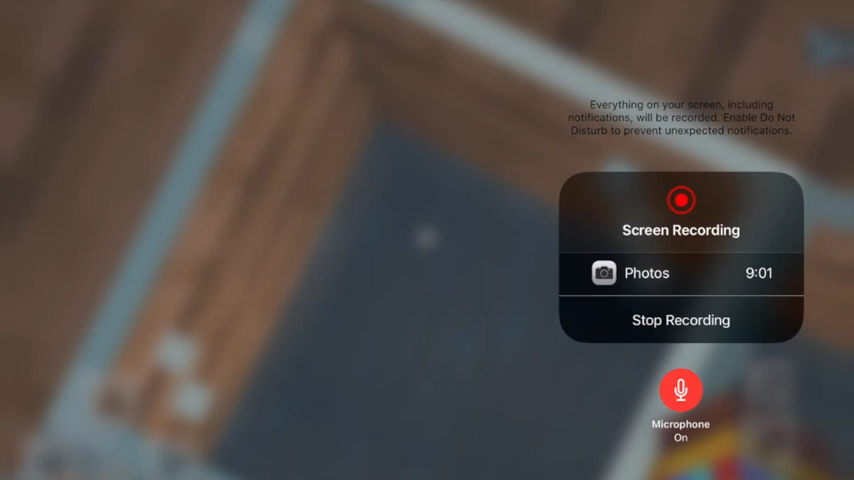 Everything on your screen, including
notifications, will be recorded. Enable Do Not
Disturb to prevent unexpected notifications.
Screen Recording
Photos 9:01
Stop Recording
Microphone
On